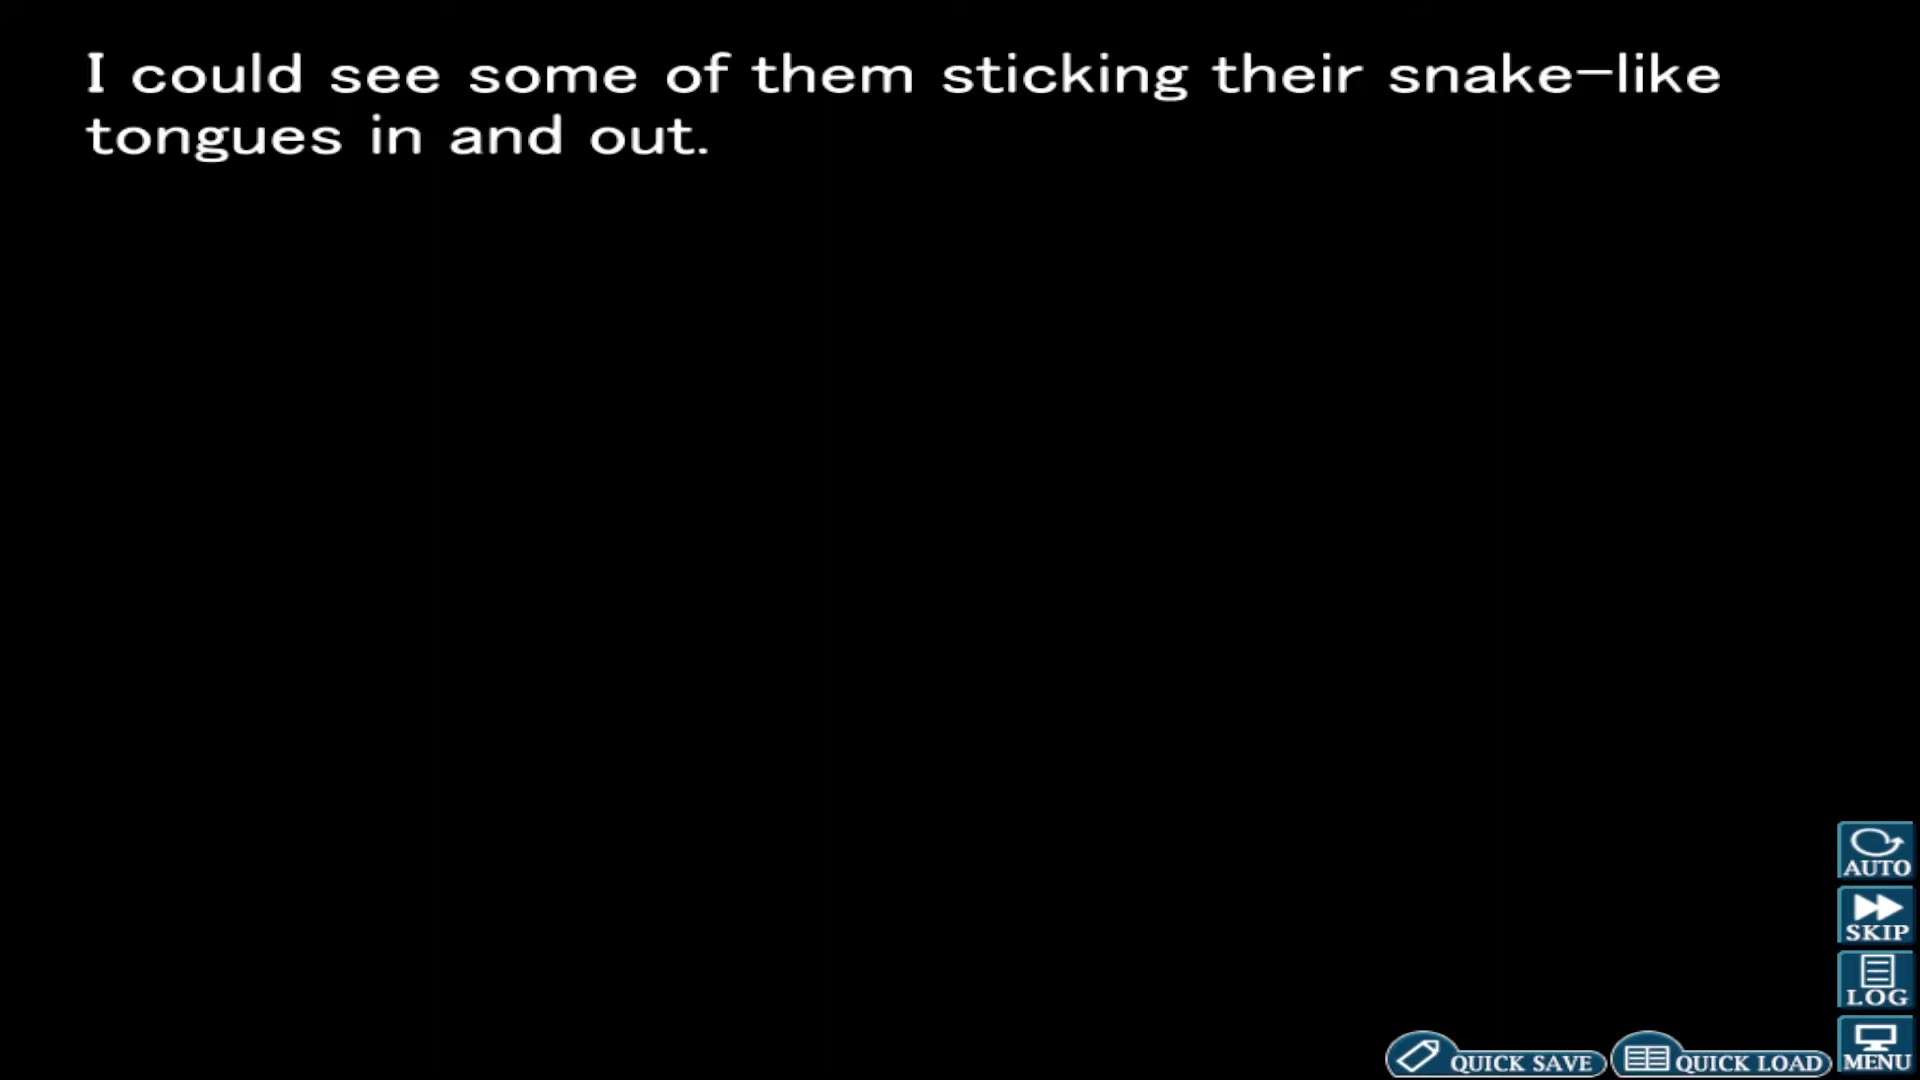 I could see some of them sticking their snake-like
tongues in and out.
AUTO
SKIP
LOG
MENU
QUICK SAVE
QUICK LOAD